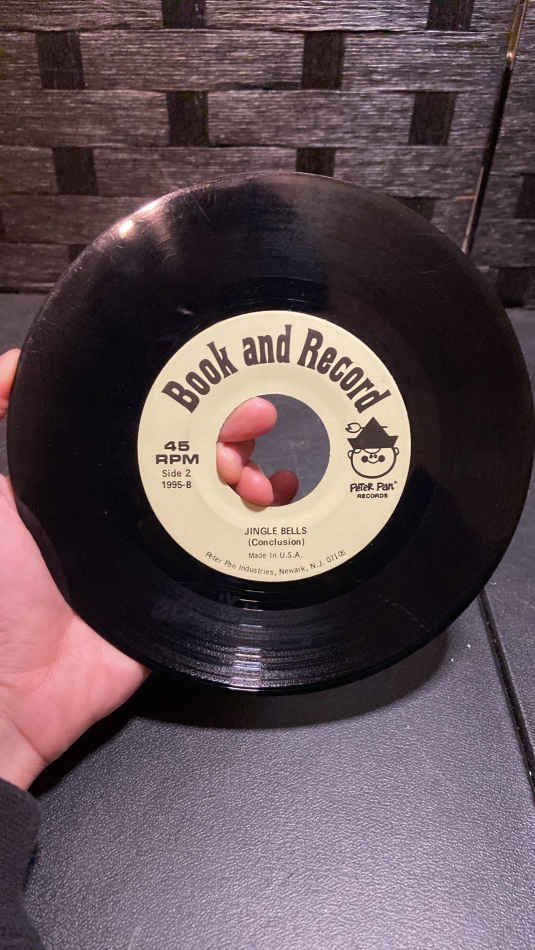 Book and Record
45
RPM
Side 2
1995-B
Peter Pan
RECORDS
JINGLE BELLS
(Conclusion)
Made In U.S.A.
Peter Pan Industries, Newark, N.J. 07105